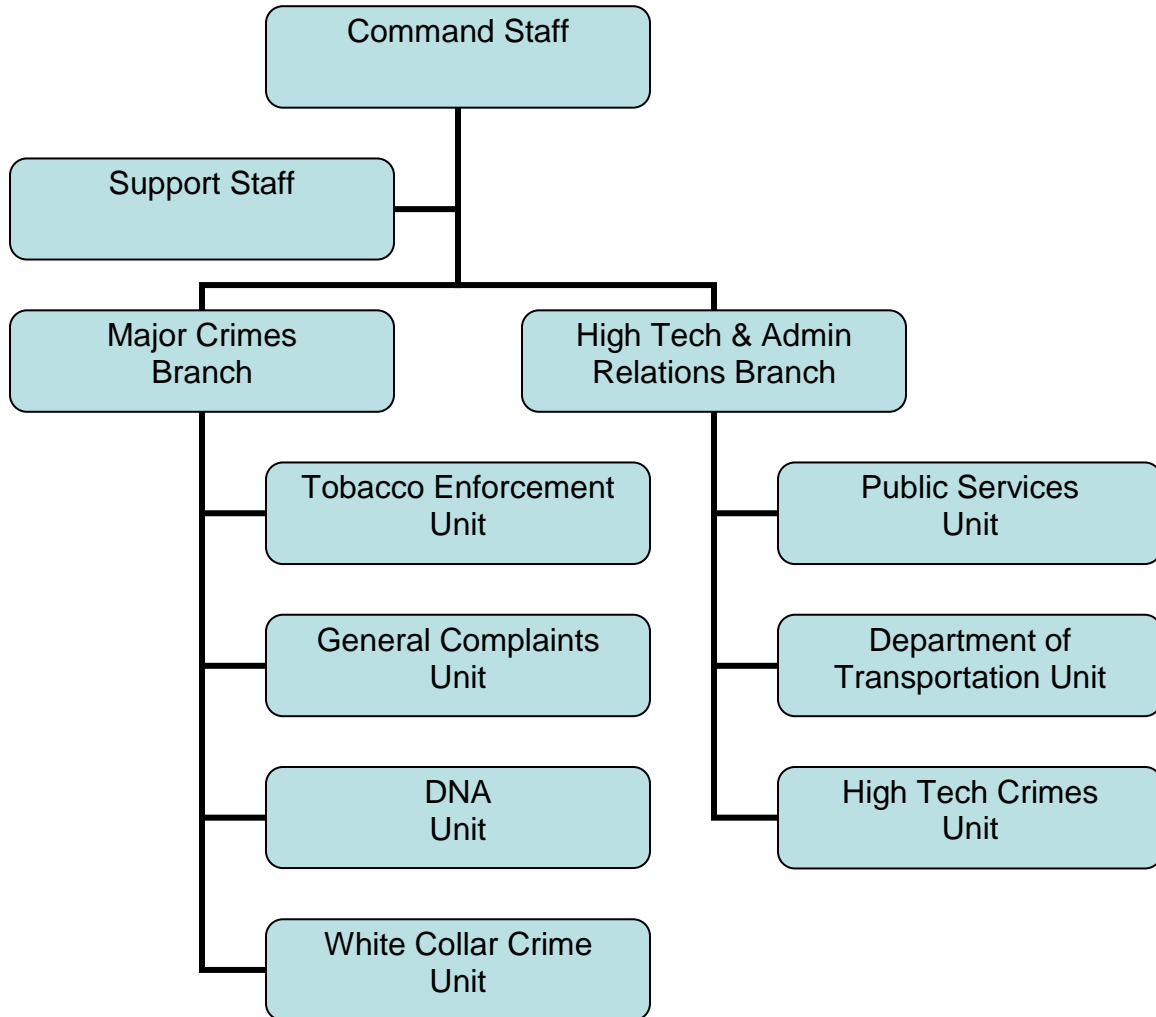 Command Staff
Support Staff
Major Crimes
Branch
High Tech & Admin
Relations Branch
Tobacco Enforcement
Unit
General Complaints
Unit
DNA
Unit
White Collar Crime
Unit
Public Services
Unit
Department of
Transportation Unit
High Tech Crimes
Unit